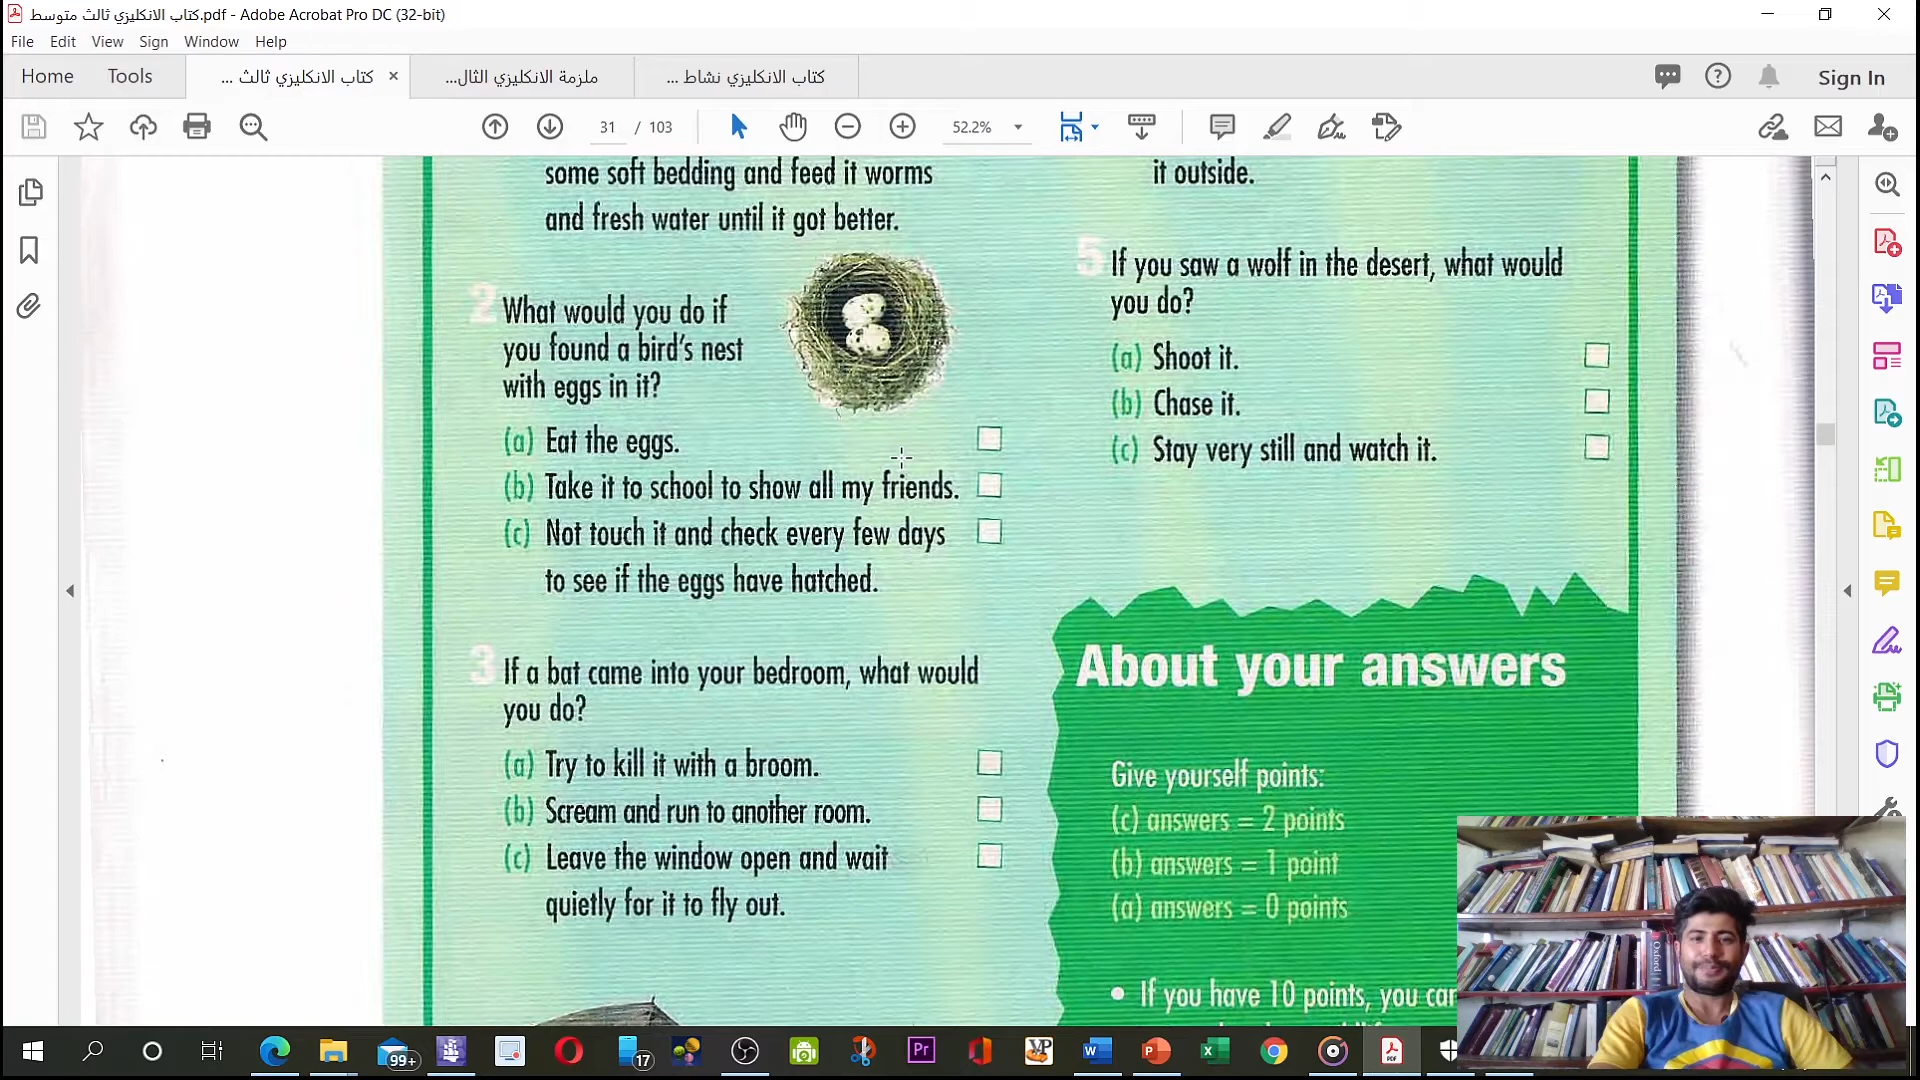 كتاب الانكليزي ثالث متوسط.pdf - Adobe Acrobat Pro DC (32-bit)
File Edit View Sign Window Help
Home Tools كتاب الانكليزي ثالث ... × ملزمة الانكليزي الثال... كتاب الانكليزي نشاط ... Sign In
31 / 103 52.2%
some soft bedding and feed it worms
and fresh water until it got better.
2 What would you do if
you found a bird's nest
with eggs in it?
(a) Eat the eggs.
(b) Take it to school to show all my friends.
(c) Not touch it and check every few days
to see if the eggs have hatched.
3 If a bat came into your bedroom, what would
you do?
(a) Try to kill it with a broom.
(b) Scream and run to another room.
(c) Leave the window open and wait
quietly for it to fly out.
it outside.
5 If you saw a wolf in the desert, what would
you do?
(a) Shoot it.
(b) Chase it.
(c) Stay very still and watch it.
About your answers
Give yourself points:
(c) answers = 2 points
(b) answers = 1 point
(a) answers = 0 points
• If you have 10 points, you
Oxford
99+ 17 Pr VP W P X PDF